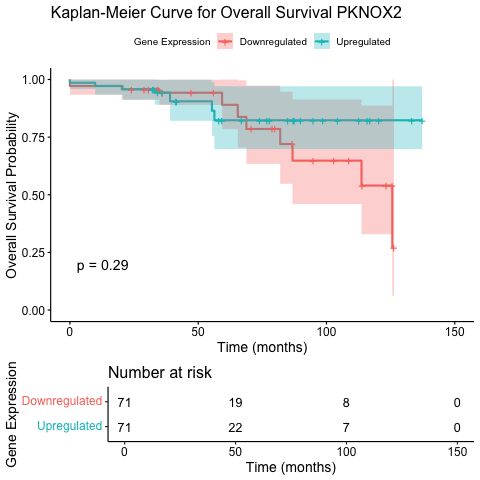 Kaplan-Meier Curve for Overall Survival PKNOX2
Gene Expression Downregulated Upregulated
Overall Survival Probability
1.00
0.75
0.50
0.25
0.00
p = 0.29
0 50 100 150
Time (months)
Number at risk
Gene Expression
Downregulated 71 19 8 0
Upregulated 71 22 7 0
0 50 100 150
Time (months)